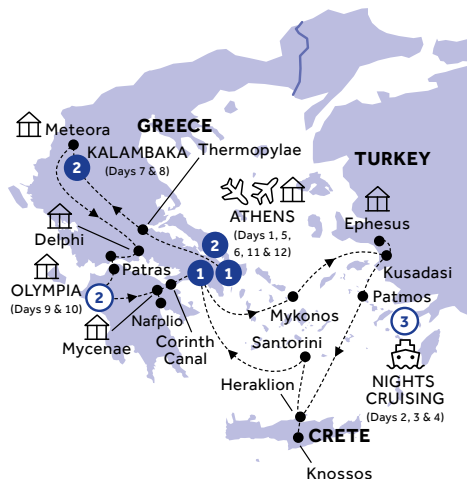 Meteora
GREECE
2
KALAMBAKA
(Days 7 & 8)
Thermopylae
TURKEY
ATHENS
(Days 1, 5,
6, 11 & 12)
Ephesus
Delphi
2
Kusadasi
Patras
1
1
OLYMPIA
(Days 9 & 10)
2
Patmos
Mykonos
3
Nafplio
Mycenae
Corinth
Canal
Santorini
NIGHTS
CRUISING
(Days 2, 3 & 4)
Heraklion
CRETE
Knossos